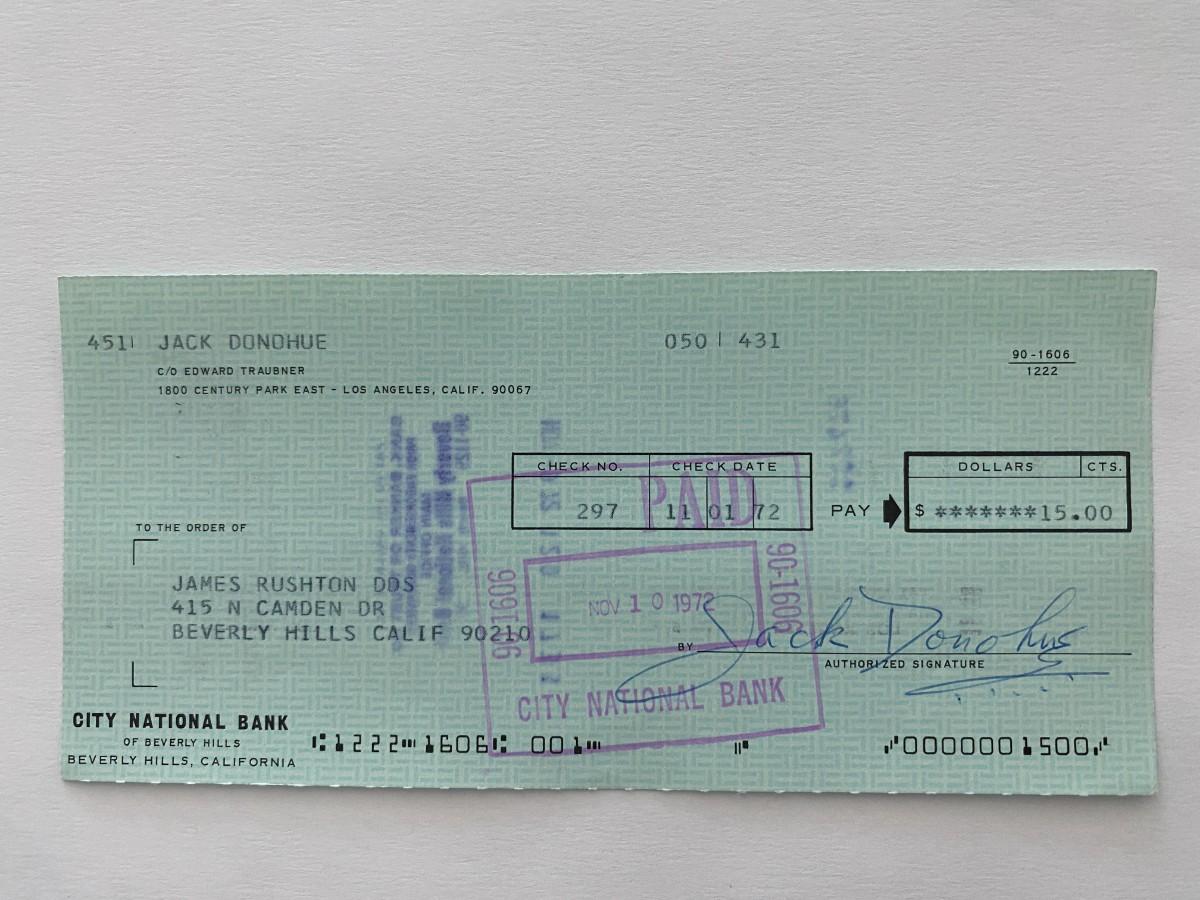 451 JACK DONOHUE 050 431
C/O EDWARD TRAUBNER
1800 CENTURY PARK EAST - LOS ANGELES, CALIF. 90067
90-1606
1222
CHECK NO. CHECK DATE
297 11 01 72
PAY
DOLLARS CTS.
$ *******15.00
PAID
TO THE ORDER OF
JAMES RUSHTON DDS
415 N CAMDEN DR
BEVERLY HILLS CALIF 90210
90-1606
NOV 10 1972
90-1606
CITY NATIONAL BANK
BY Jack Donohue
AUTHORIZED SIGNATURE
CITY NATIONAL BANK
OF BEVERLY HILLS
BEVERLY HILLS, CALIFORNIA
⑆1222⑉1606⑆ 001⑉ ⑈ ⑇0000001500⑇